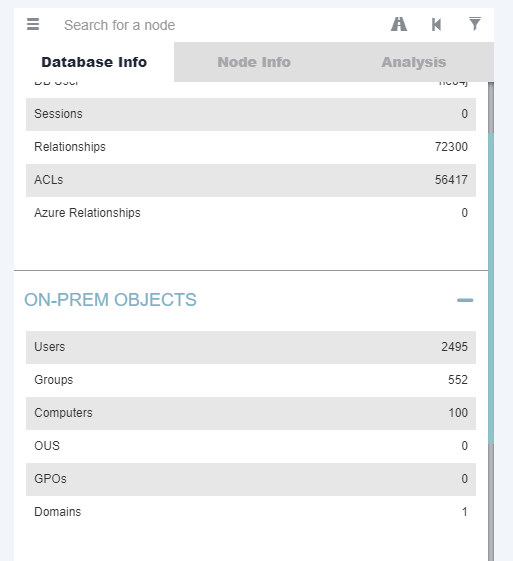 Search for a node
Database Info Node Info Analysis
DB User neo4j
Sessions 0
Relationships 72300
ACLs 56417
Azure Relationships 0
ON-PREM OBJECTS
Users 2495
Groups 552
Computers 100
OUS 0
GPOs 0
Domains 1